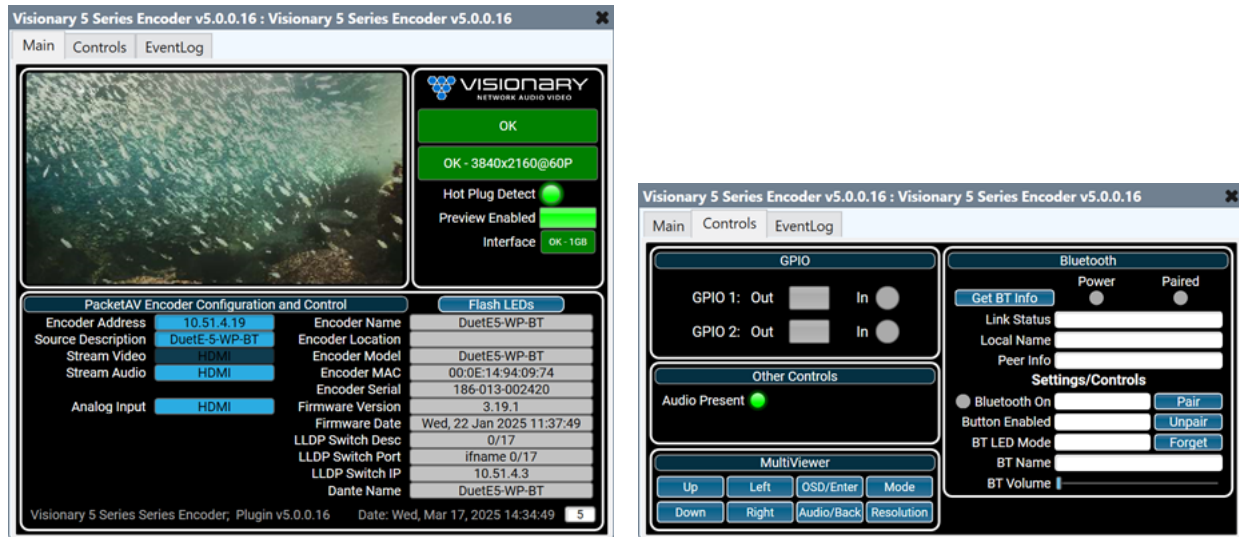 Visionary 5 Series Encoder v5.0.0.16 : Visionary 5 Series Encoder v5.0.0.16
Main Controls EventLog
VISIONARY
NETWORK AUDIO VIDEO
OK
OK - 3840x2160@60P
Hot Plug Detect
Preview Enabled
Interface OK - 1GB
PacketAV Encoder Configuration and Control Flash LEDs
Encoder Address 10.51.4.19 Encoder Name DuetE5-WP-BT
Source Description DuetE-5-WP-BT Encoder Location
Stream Video HDMI Encoder Model DuetE5-WP-BT
Stream Audio HDMI Encoder MAC 00:0E:14:94:09:74
Encoder Serial 186-013-002420
Analog Input HDMI Firmware Version 3.19.1
Firmware Date Wed, 22 Jan 2025 11:37:49
LLDP Switch Desc 0/17
LLDP Switch Port ifname 0/17
LLDP Switch IP 10.51.4.3
Dante Name DuetE5-WP-BT
Visionary 5 Series Series Encoder; Plugin v5.0.0.16 Date: Wed, Mar 17, 2025 14:34:49 5
Visionary 5 Series Encoder v5.0.0.16 : Visionary 5 Series Encoder v5.0.0.16
Main Controls EventLog
GPIO
GPIO 1: Out In
GPIO 2: Out In
Other Controls
Audio Present
MultiViewer
Up Left OSD/Enter Mode
Down Right Audio/Back Resolution
Bluetooth
Power Paired
Get BT Info
Link Status
Local Name
Peer Info
Settings/Controls
Bluetooth On Pair
Button Enabled Unpair
BT LED Mode Forget
BT Name
BT Volume